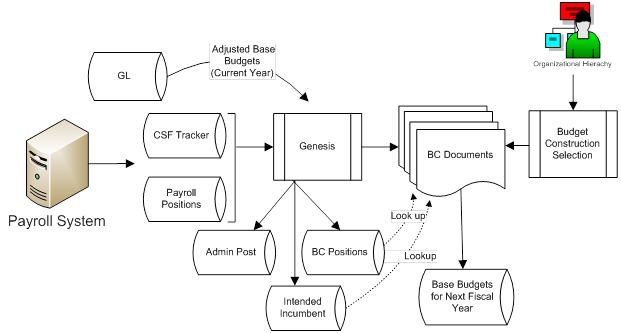 Adjusted Base
Budgets
(Current Year)
GL
Organizational Hierachy
CSF Tracker
Genesis
BC Documents
Budget
Construction
Selection
Payroll
Positions
Payroll System
Look up
Admin Post
BC Positions
Lookup
Intended
Incumbent
Base Budgets
for Next Fiscal
Year